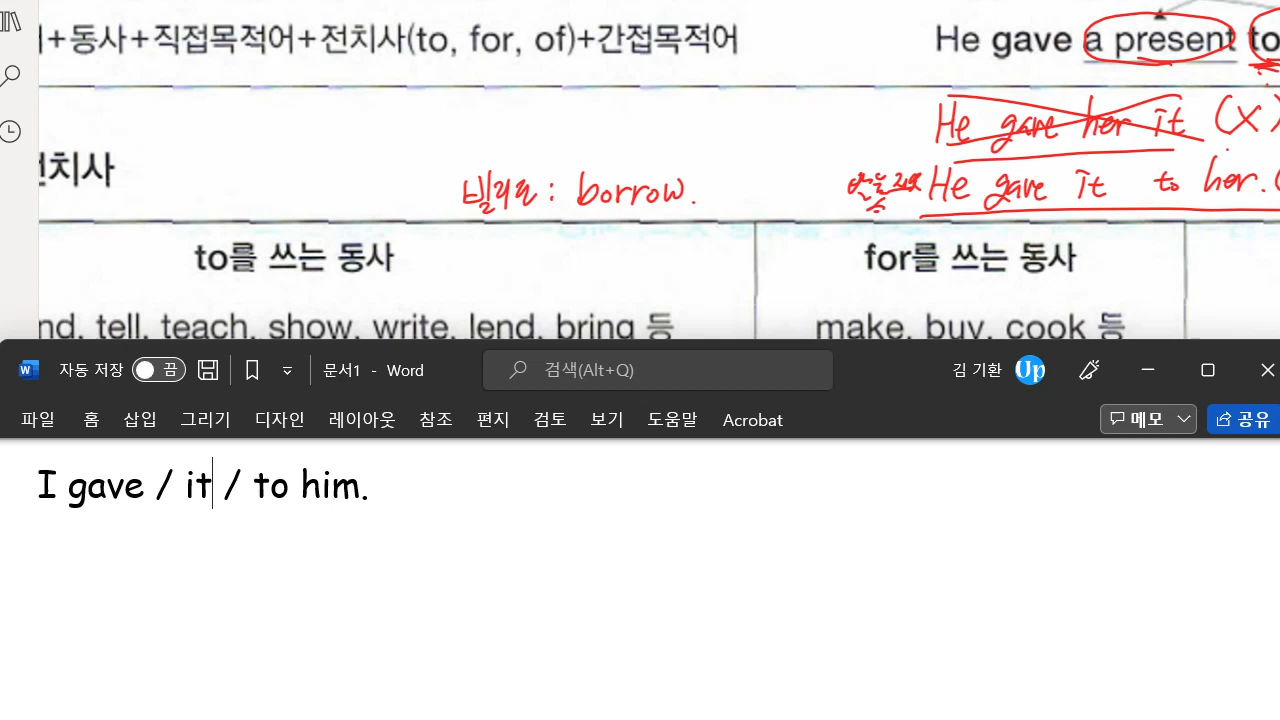 +동사+직접목적어+전치사(to, for, of)+간접목적어
He gave a present to
He gave her it (X)
전치사
빌리다 : borrow.
He gave it to her.
to를 쓰는 동사
for를 쓰는 동사
nd, tell, teach, show, write, lend, bring 등
make, buy, cook 등
자동 저장 끔 문서1 - Word 검색(Alt+Q) 김 기환 Up
파일 홈 삽입 그리기 디자인 레이아웃 참조 편지 검토 보기 도움말 Acrobat 메모 공유
I gave / it / to him.